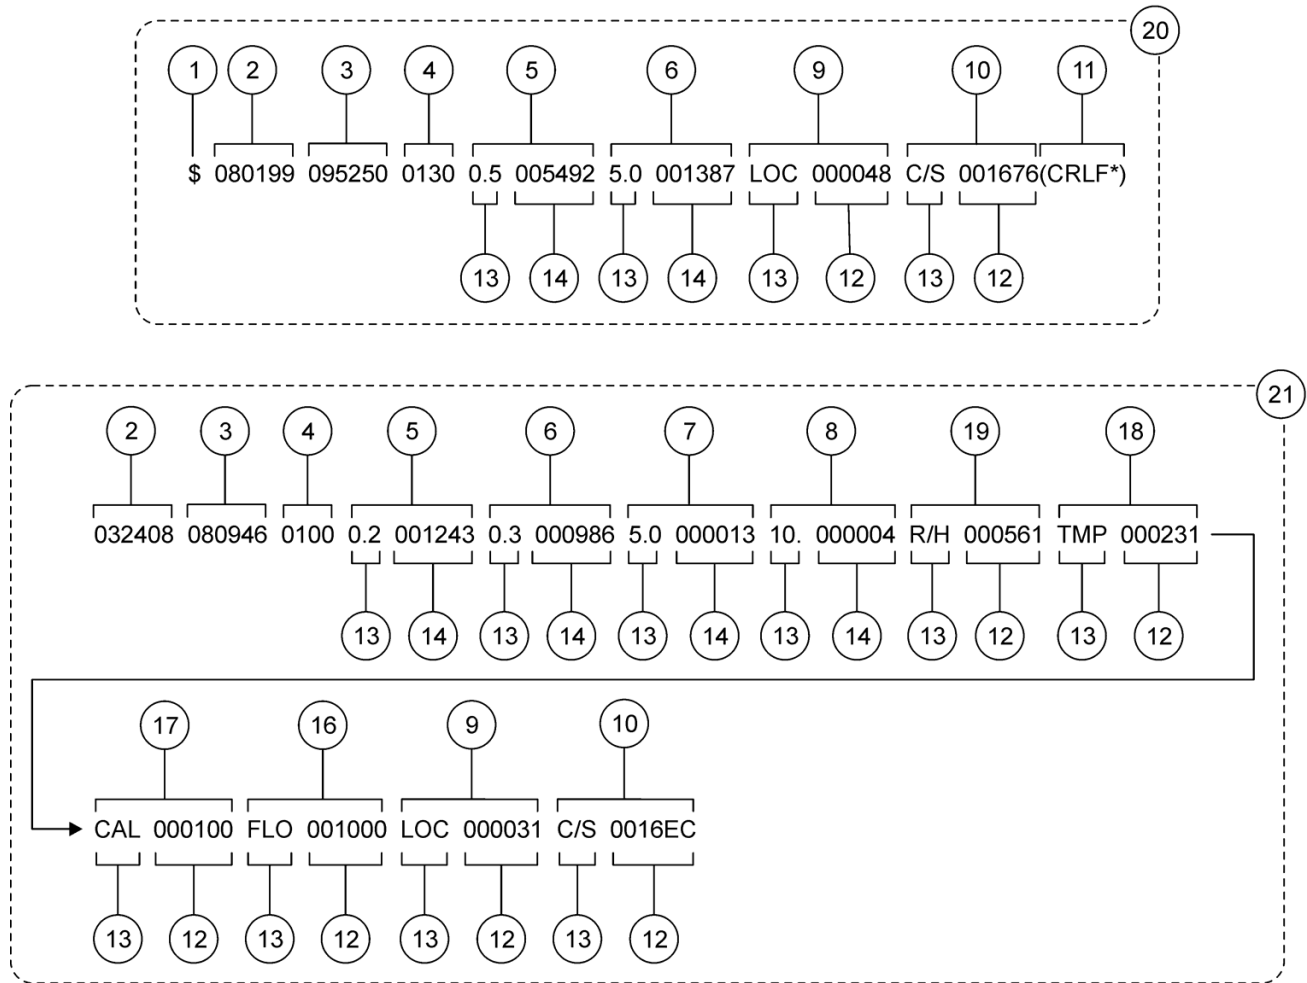 20
1 2 3 4 5 6 9 10 11
$ 080199 095250 0130 0.5 005492 5.0 001387 LOC 000048 C/S 001676(CRLF*)
13 14 13 14 13 12 13 12
21
2 3 4 5 6 7 8 19 18
032408 080946 0100 0.2 001243 0.3 000986 5.0 000013 10. 000004 R/H 000561 TMP 000231
13 14 13 14 13 14 13 14 13 12 13 12
17 16 9 10
CAL 000100 FLO 001000 LOC 000031 C/S 0016EC
13 12 13 12 13 12 13 12